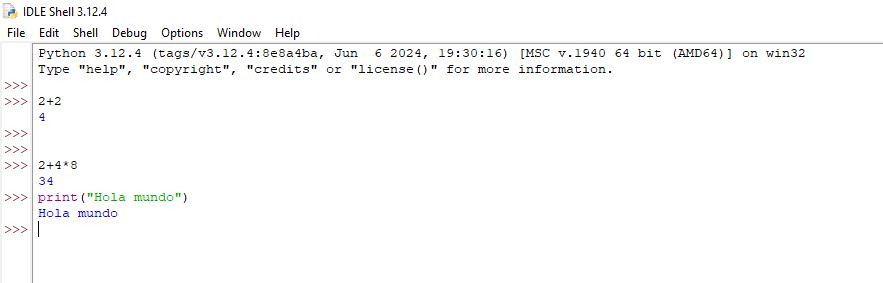 IDLE Shell 3.12.4
File Edit Shell Debug Options Window Help
Python 3.12.4 (tags/v3.12.4:8e8a4ba, Jun  6 2024, 19:30:16) [MSC v.1940 64 bit (AMD64)] on win32
Type "help", "copyright", "credits" or "license()" for more information.
>>>
>>> 2+2
4
>>>
>>>
>>> 2+4*8
34
>>> print("Hola mundo")
Hola mundo
>>>